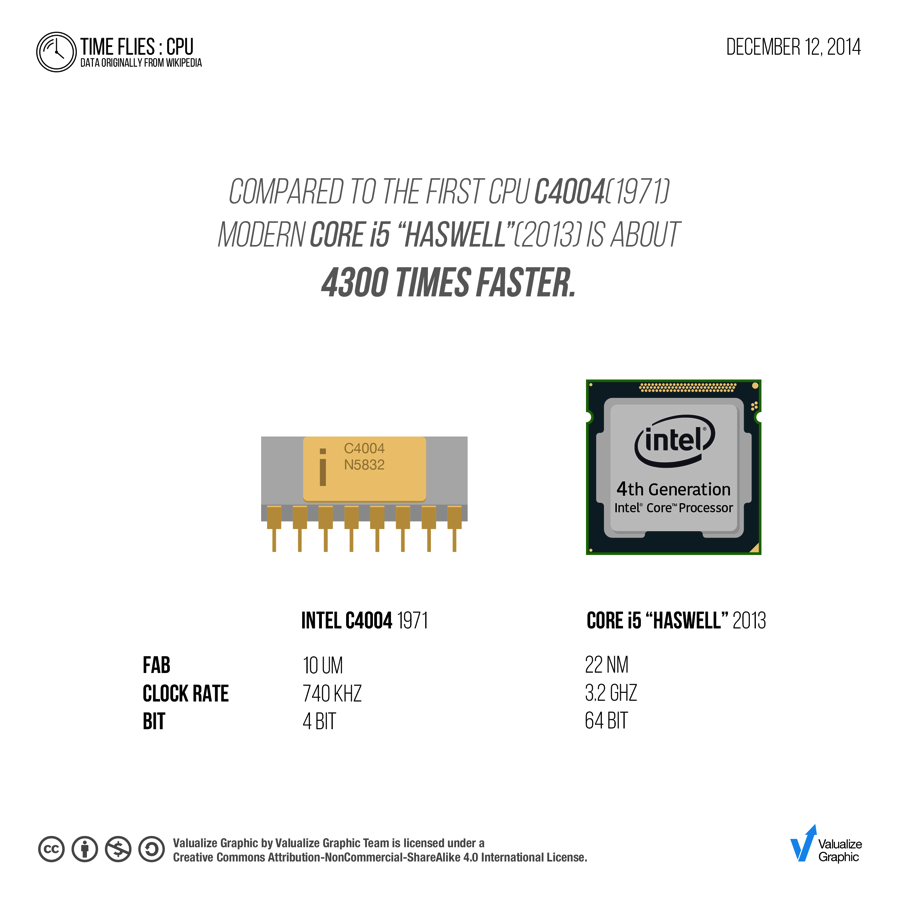 TIME FLIES : CPU
DATA ORIGINALLY FROM WIKIPEDIA
DECEMBER 12, 2014
COMPARED TO THE FIRST CPU C4004(1971)
MODERN CORE i5 “HASWELL”(2013) IS ABOUT
4300 TIMES FASTER.
i
C4004
N5832
intel®
4th Generation
Intel® Core™ Processor
INTEL C4004 1971
CORE i5 “HASWELL” 2013
FAB 10 UM 22 NM
CLOCK RATE 740 KHZ 3.2 GHZ
BIT 4 BIT 64 BIT
cc
Valualize Graphic by Valualize Graphic Team is licensed under a
Creative Commons Attribution-NonCommercial-ShareAlike 4.0 International License.
Valualize
Graphic